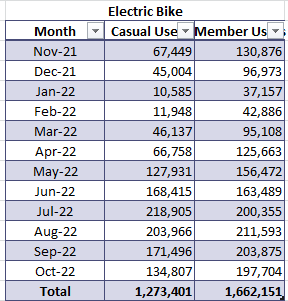 Electric Bike
Month Casual Use Member Us s
Nov-21 67,449 130,876
Dec-21 45,004 96,973
Jan-22 10,585 37,157
Feb-22 11,948 42,886
Mar-22 46,137 95,108
Apr-22 66,758 125,663
May-22 127,931 156,472
Jun-22 168,415 163,489
Jul-22 218,905 200,355
Aug-22 203,966 211,593
Sep-22 171,496 203,875
Oct-22 134,807 197,704
Total 1,273,401 1,662,151